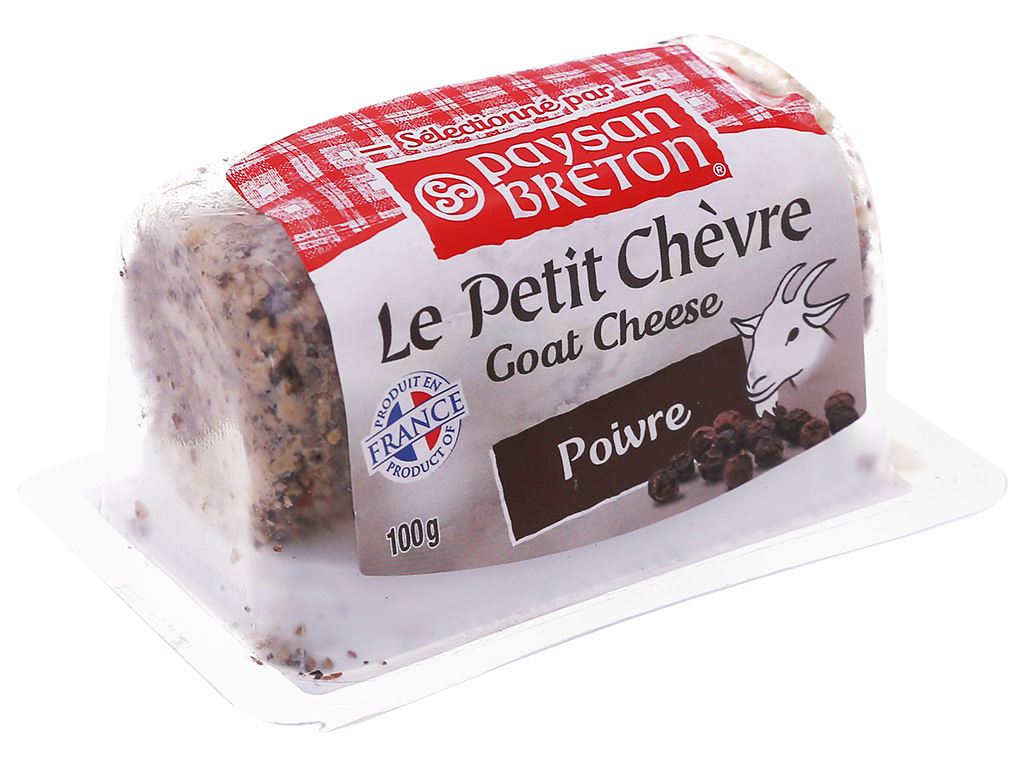 Sélectionné par
paysan
BRETON®
Le Petit Chèvre
Goat Cheese
Poivre
PRODUIT EN
FRANCE
PRODUCT OF
100g